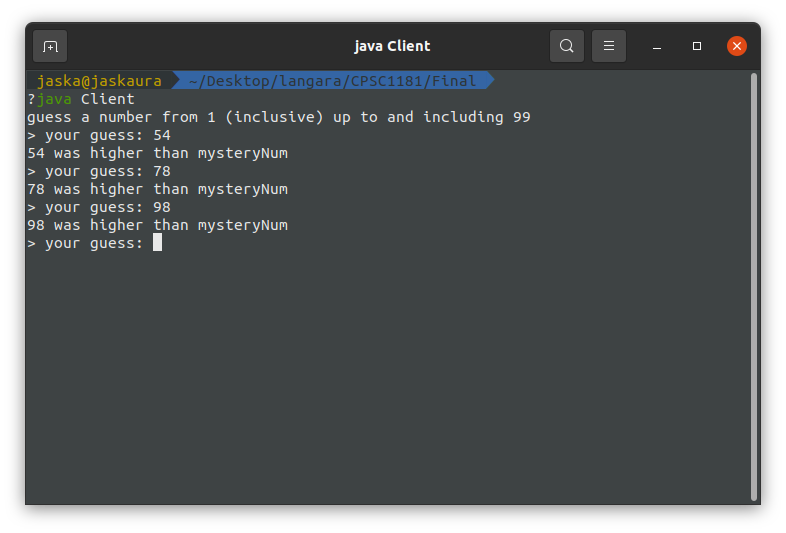 java Client
jaska@jaskaura ~/Desktop/langara/CPSC1181/Final
?java Client
guess a number from 1 (inclusive) up to and including 99
> your guess: 54
54 was higher than mysteryNum
> your guess: 78
78 was higher than mysteryNum
> your guess: 98
98 was higher than mysteryNum
> your guess: